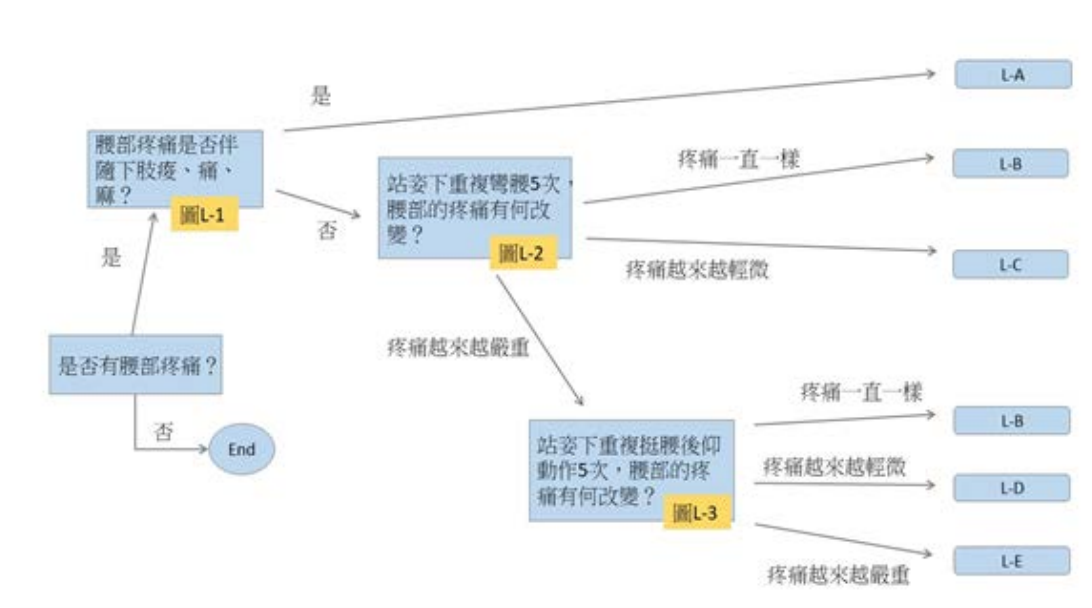 是
L-A
腰部疼痛是否伴
隨下肢痠、痛、
麻？
圖L-1
疼痛一直一樣
L-B
站姿下重複彎腰5次，
腰部的疼痛有何改
變？
圖L-2
否
是
疼痛越來越輕微
L-C
疼痛越來越嚴重
是否有腰部疼痛？
否
End
疼痛一直一樣
L-B
站姿下重複挺腰後仰
動作5次，腰部的疼
痛有何改變？
圖L-3
疼痛越來越輕微
L-D
疼痛越來越嚴重
L-E